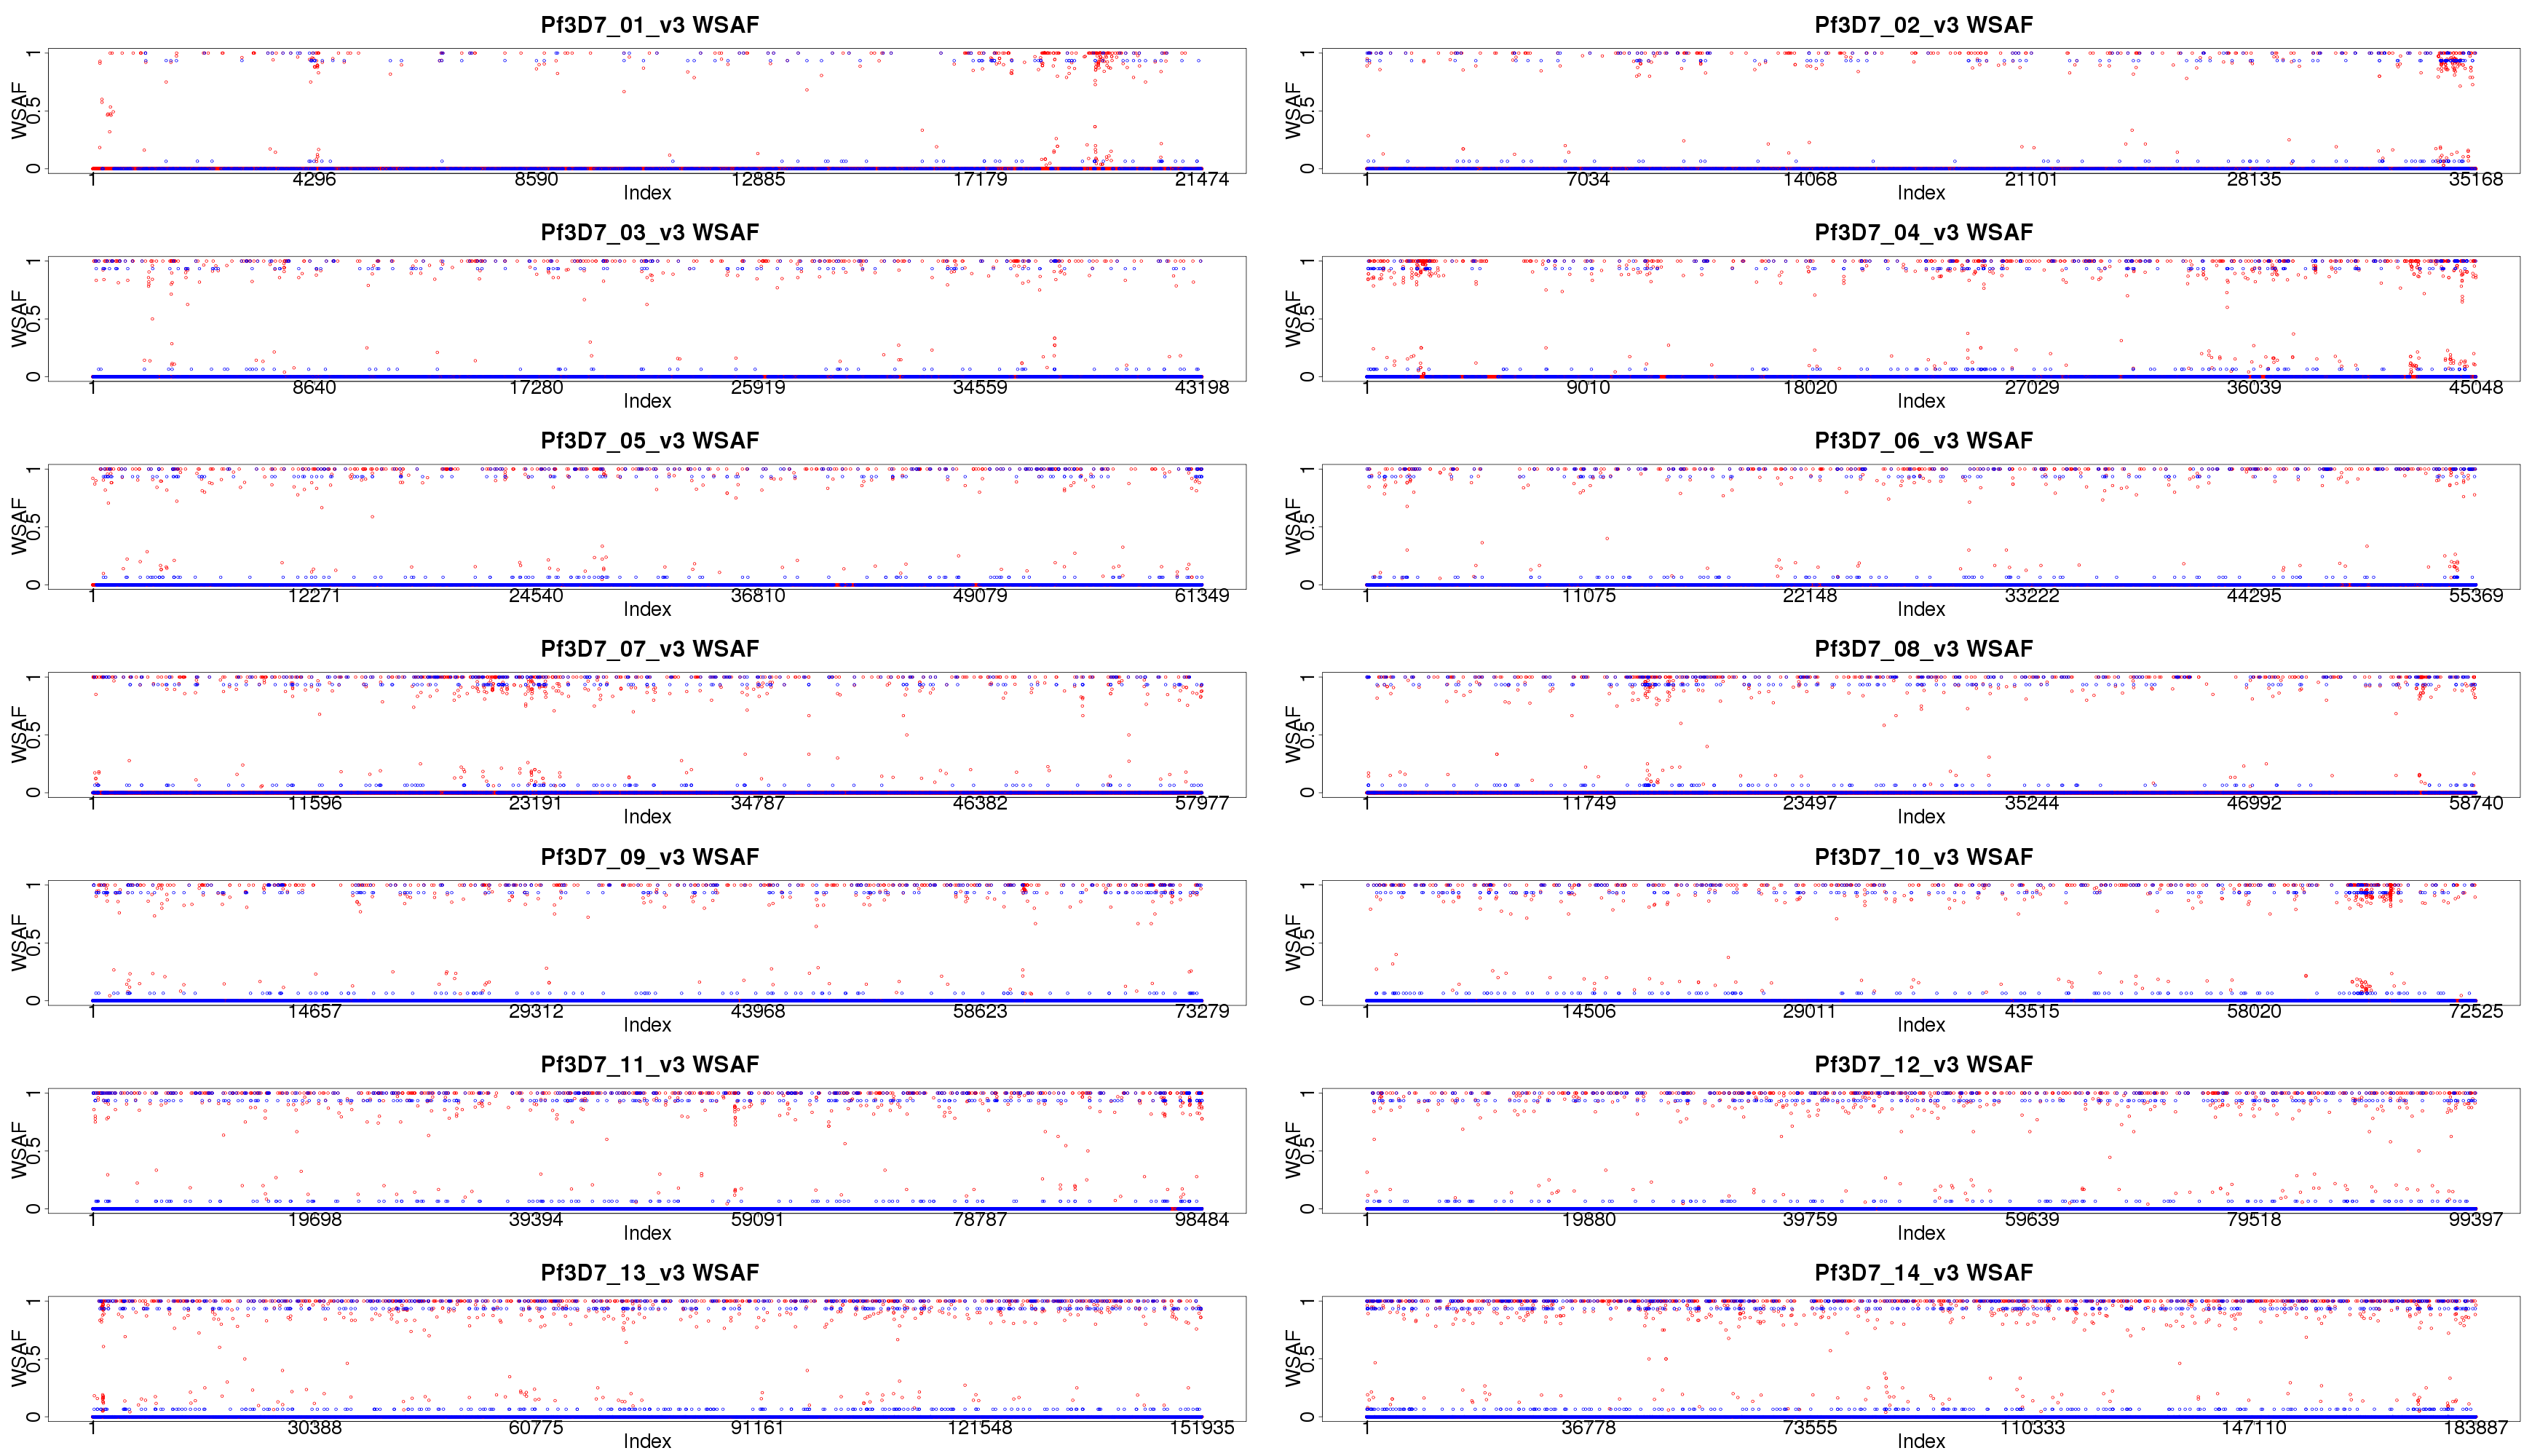 Pf3D7_01_v3 WSAF
WSAF
0 0.5 1
1 4296 8590 12885 17179 21474
Index
Pf3D7_02_v3 WSAF
WSAF
0 0.5 1
1 7034 14068 21101 28135 35168
Index
Pf3D7_03_v3 WSAF
WSAF
0 0.5 1
1 8640 17280 25919 34559 43198
Index
Pf3D7_04_v3 WSAF
WSAF
0 0.5 1
1 9010 18020 27029 36039 45048
Index
Pf3D7_05_v3 WSAF
WSAF
0 0.5 1
1 12271 24540 36810 49079 61349
Index
Pf3D7_06_v3 WSAF
WSAF
0 0.5 1
1 11075 22148 33222 44295 55369
Index
Pf3D7_07_v3 WSAF
WSAF
0 0.5 1
1 11596 23191 34787 46382 57977
Index
Pf3D7_08_v3 WSAF
WSAF
0 0.5 1
1 11749 23497 35244 46992 58740
Index
Pf3D7_09_v3 WSAF
WSAF
0 0.5 1
1 14657 29312 43968 58623 73279
Index
Pf3D7_10_v3 WSAF
WSAF
0 0.5 1
1 14506 29011 43515 58020 72525
Index
Pf3D7_11_v3 WSAF
WSAF
0 0.5 1
1 19698 39394 59091 78787 98484
Index
Pf3D7_12_v3 WSAF
WSAF
0 0.5 1
1 19880 39759 59639 79518 99397
Index
Pf3D7_13_v3 WSAF
WSAF
0 0.5 1
1 30388 60775 91161 121548 151935
Index
Pf3D7_14_v3 WSAF
WSAF
0 0.5 1
1 36778 73555 110333 147110 183887
Index